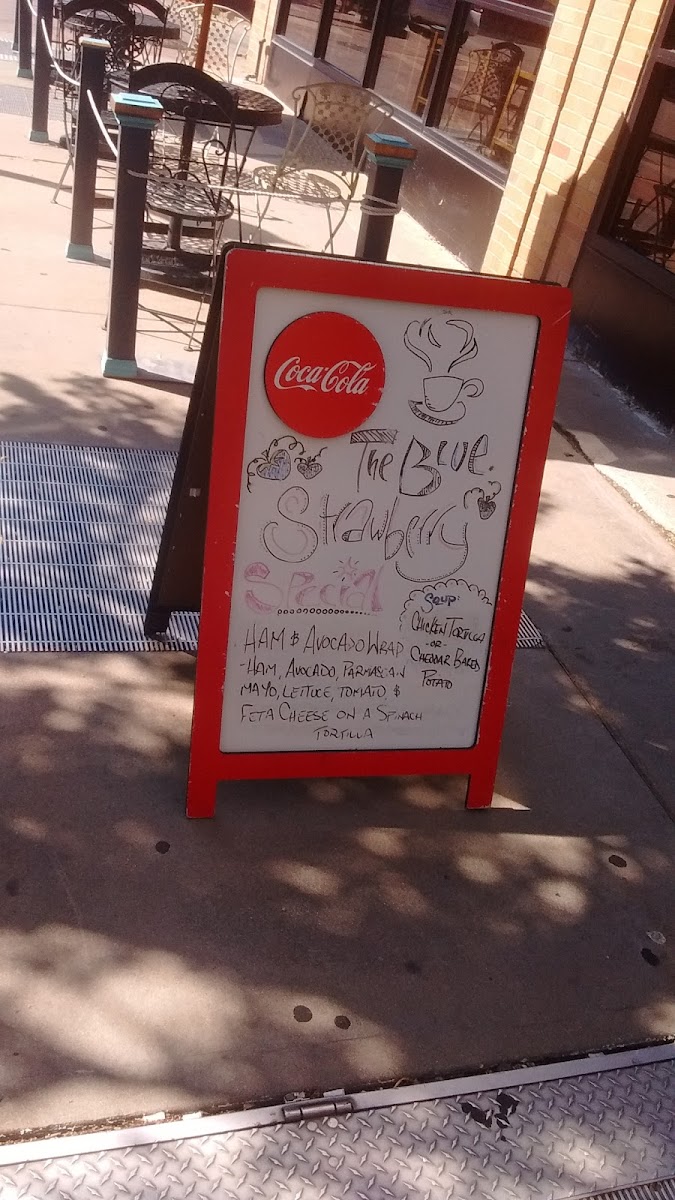 Coca-Cola
The Blue
Strawberry
Special
HAM & AVOCADO WRAP
-HAM, AVOCADO, PARMASEAN
MAYO, LETTUCE, TOMATO, &
FETA CHEESE ON A SPINACH
TORTILLA
SOUP:
CHICKEN TORTILLA
-OR-
CHEDDAR BAKED
POTATO